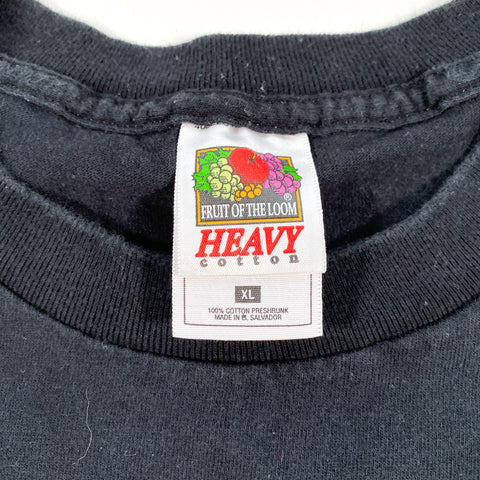 FRUIT OF THE LOOM ®
HEAVY
cotton
XL
100% COTTON PRESHRUNK
MADE IN EL SALVADOR